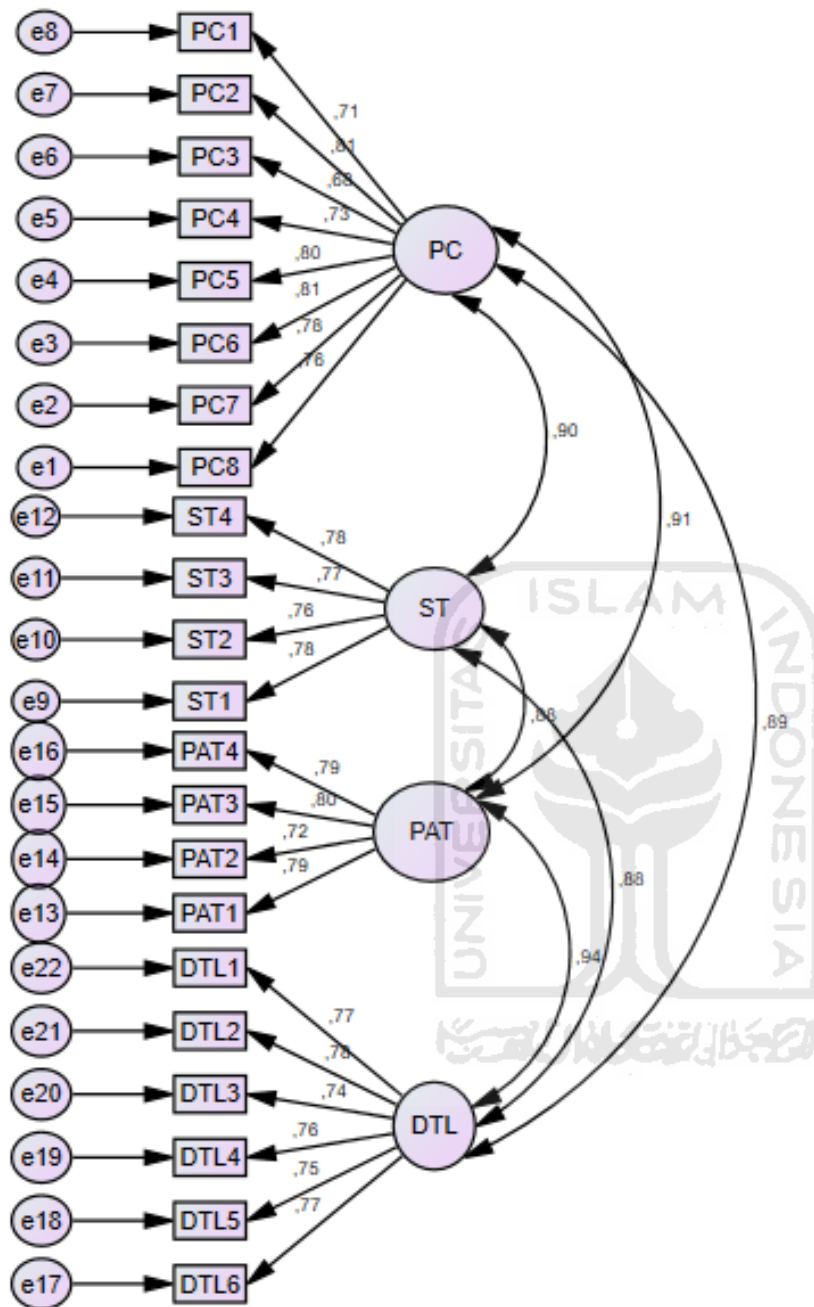 e8 PC1
,71
e7 PC2
,81
e6 PC3
,68
e5 PC4
,73
PC
e4 PC5
,80
e3 PC6
,81
,78
e2 PC7
,76
e1 PC8
,90
e12 ST4
,78
,91
e11 ST3
,77
ST
e10 ST2
,76
e9 ST1
,78
,88
,89
e16 PAT4
,79
e15 PAT3
,80
PAT
e14 PAT2
,72
e13 PAT1
,79
,88
,94
e22 DTL1
,77
e21 DTL2
,78
e20 DTL3
,74
DTL
e19 DTL4
,76
e18 DTL5
,75
e17 DTL6
,77
UNIVERSITAS
ISLAM
INDONESIA